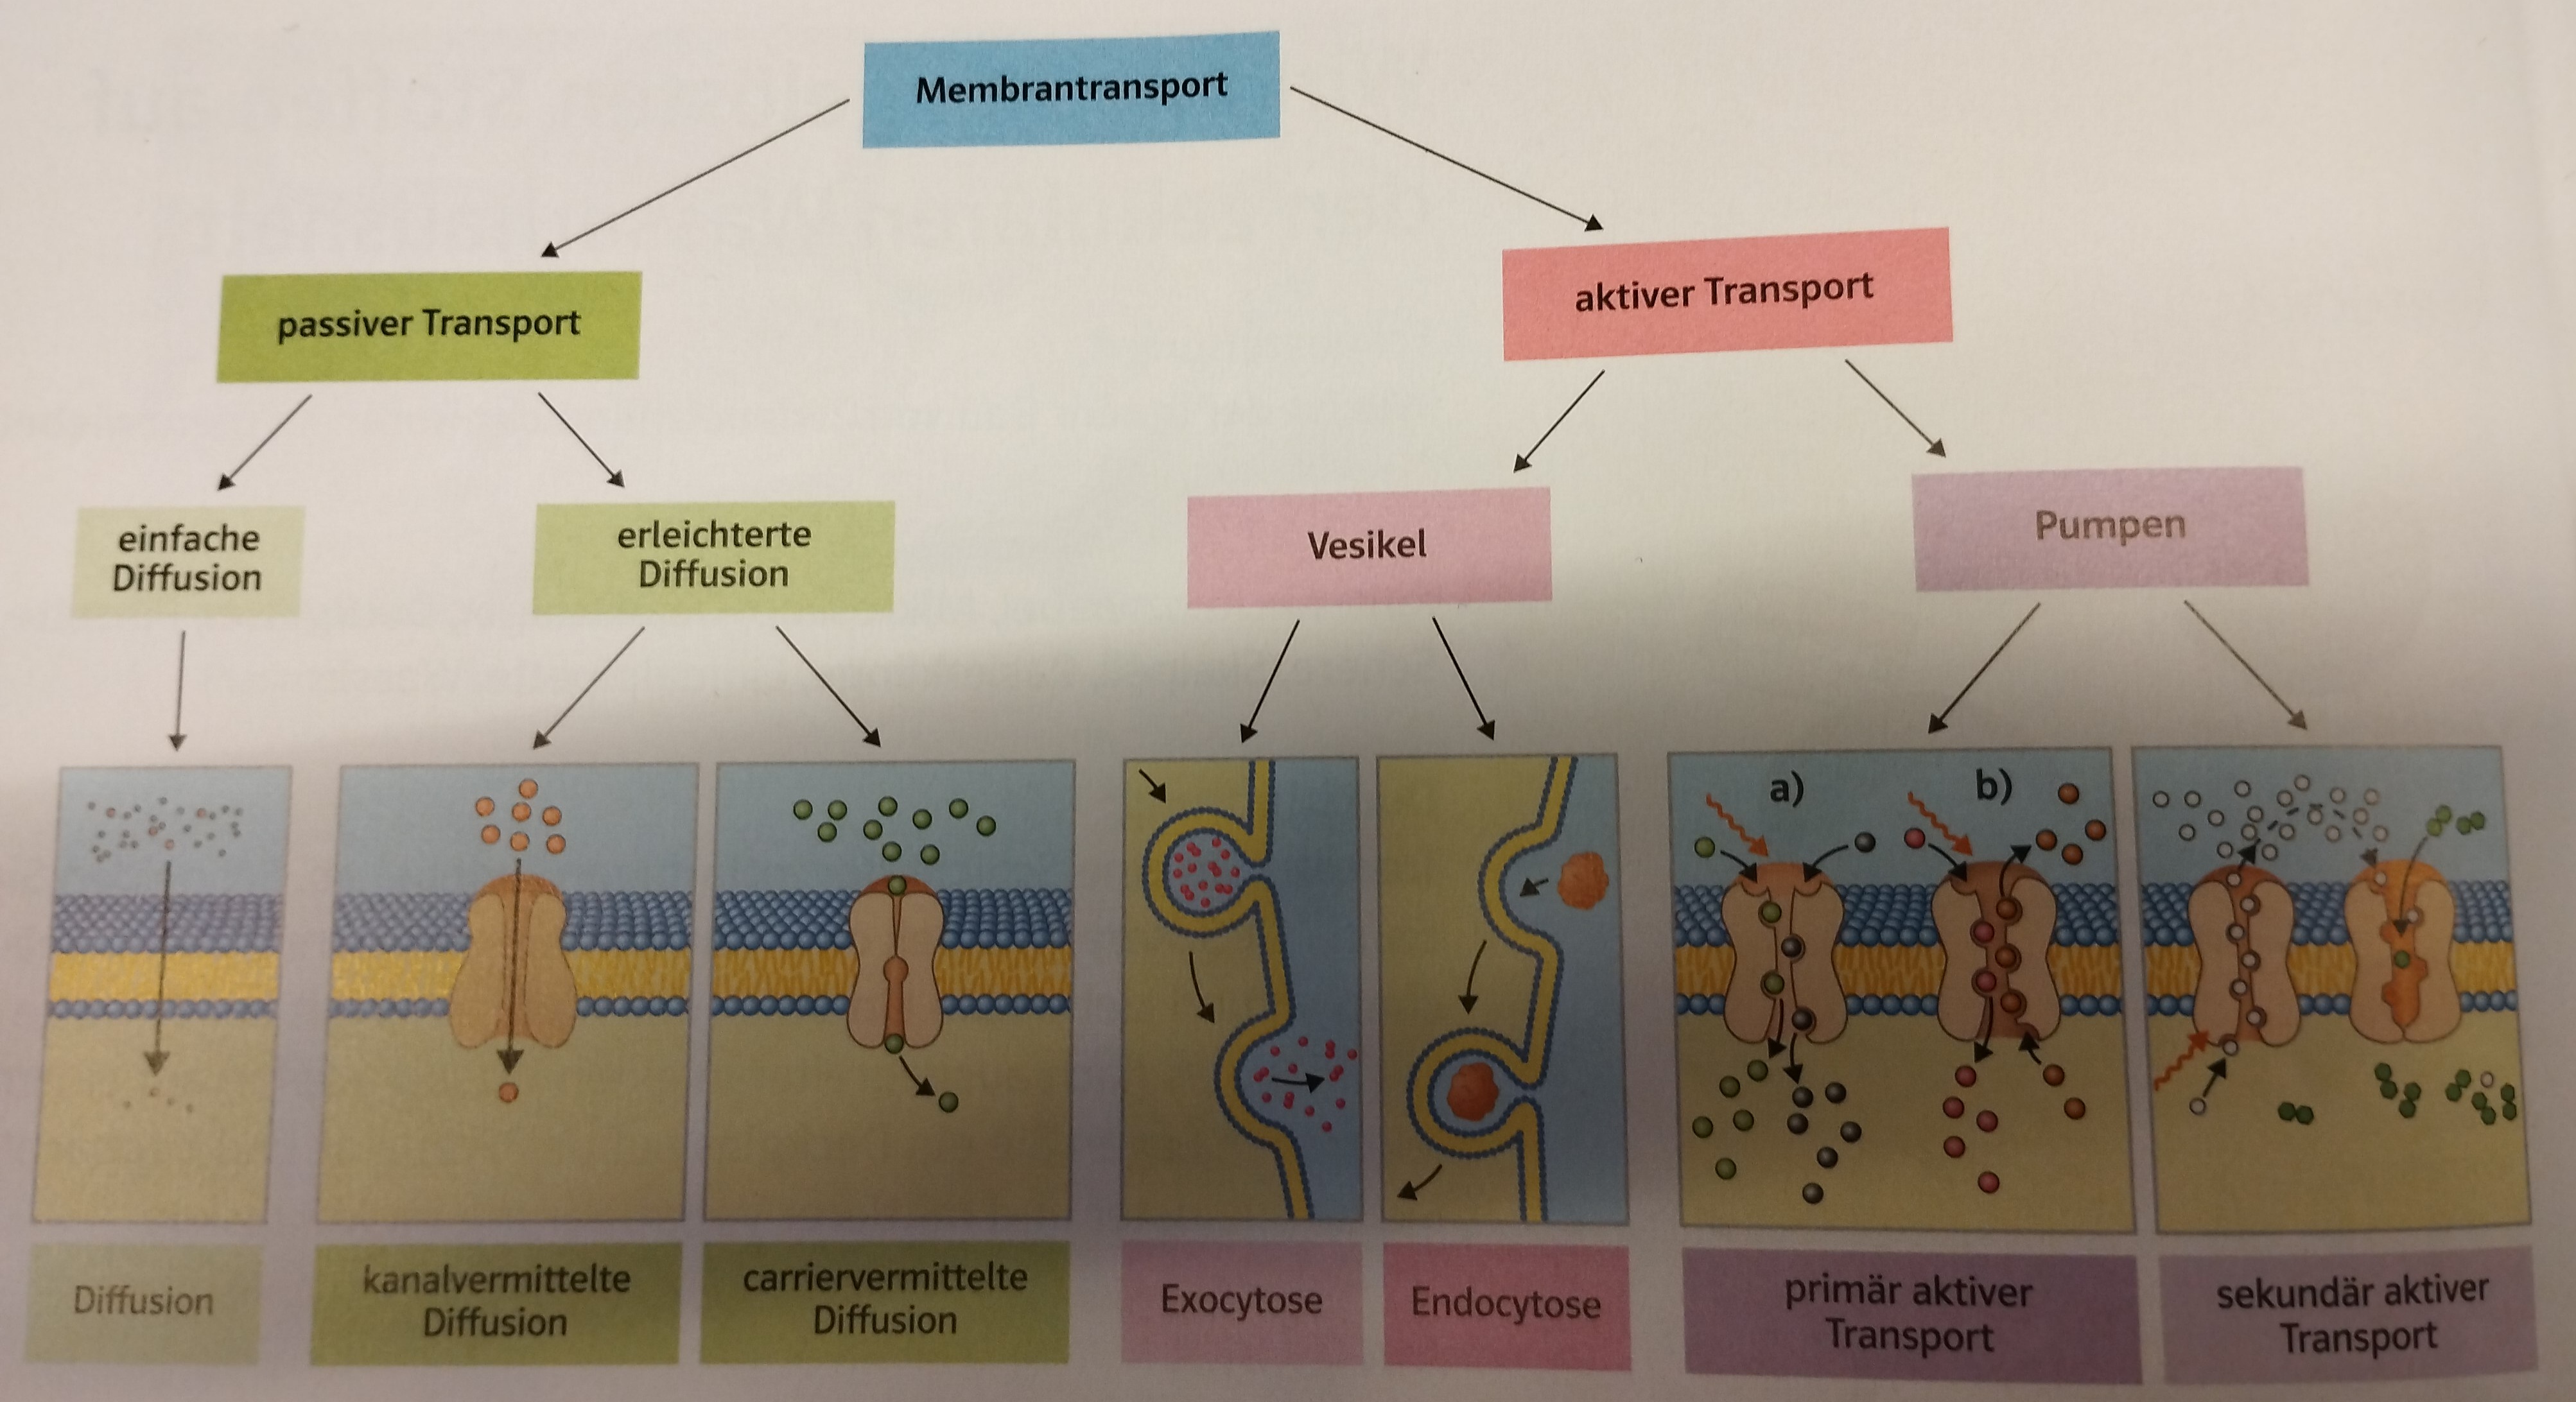 Membrantransport
passiver Transport
aktiver Transport
einfache
Diffusion
erleichterte
Diffusion
Vesikel
Pumpen
a)
b)
Diffusion
kanalvermittelte
Diffusion
carriervermittelte
Diffusion
Exocytose
Endocytose
primär aktiver
Transport
sekundär aktiver
Transport